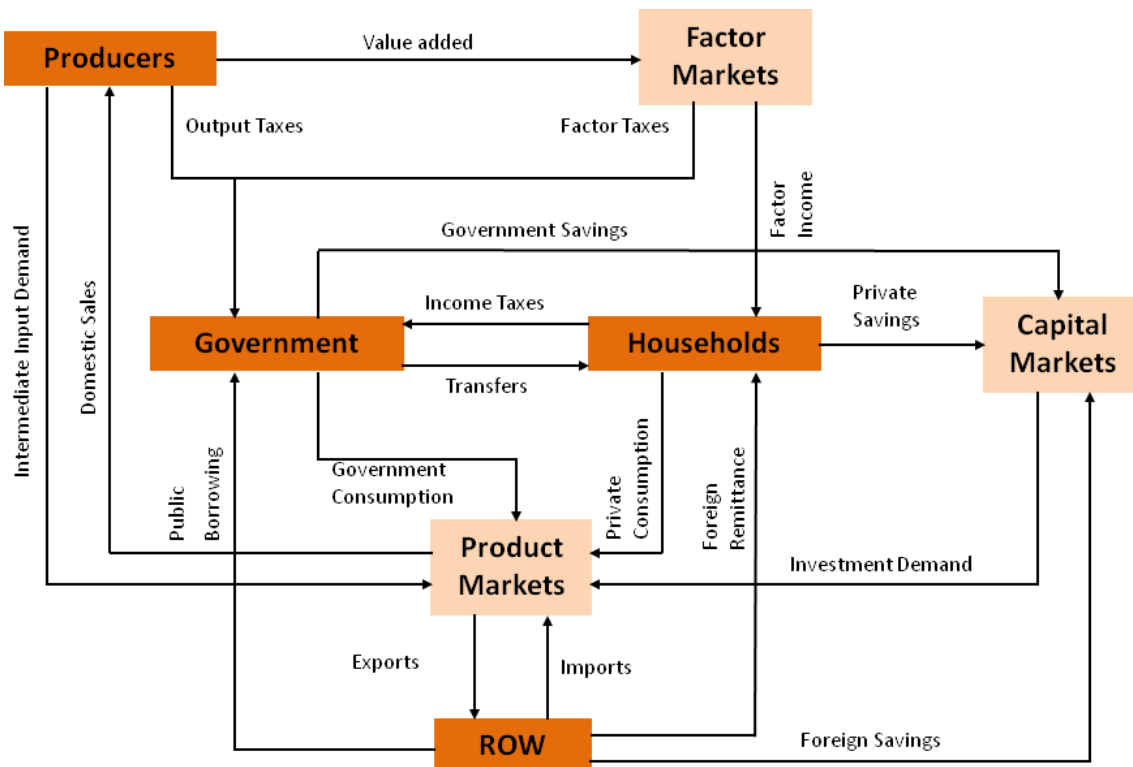 Producers
Value added
Factor
Markets
Output Taxes
Factor Taxes
Factor
Income
Government Savings
Intermediate Input Demand
Domestic Sales
Income Taxes
Private
Savings
Government
Households
Capital
Markets
Transfers
Government
Consumption
Public
Borrowing
Private
Consumption
Foreign
Remittance
Product
Markets
Investment Demand
Exports
Imports
ROW
Foreign Savings